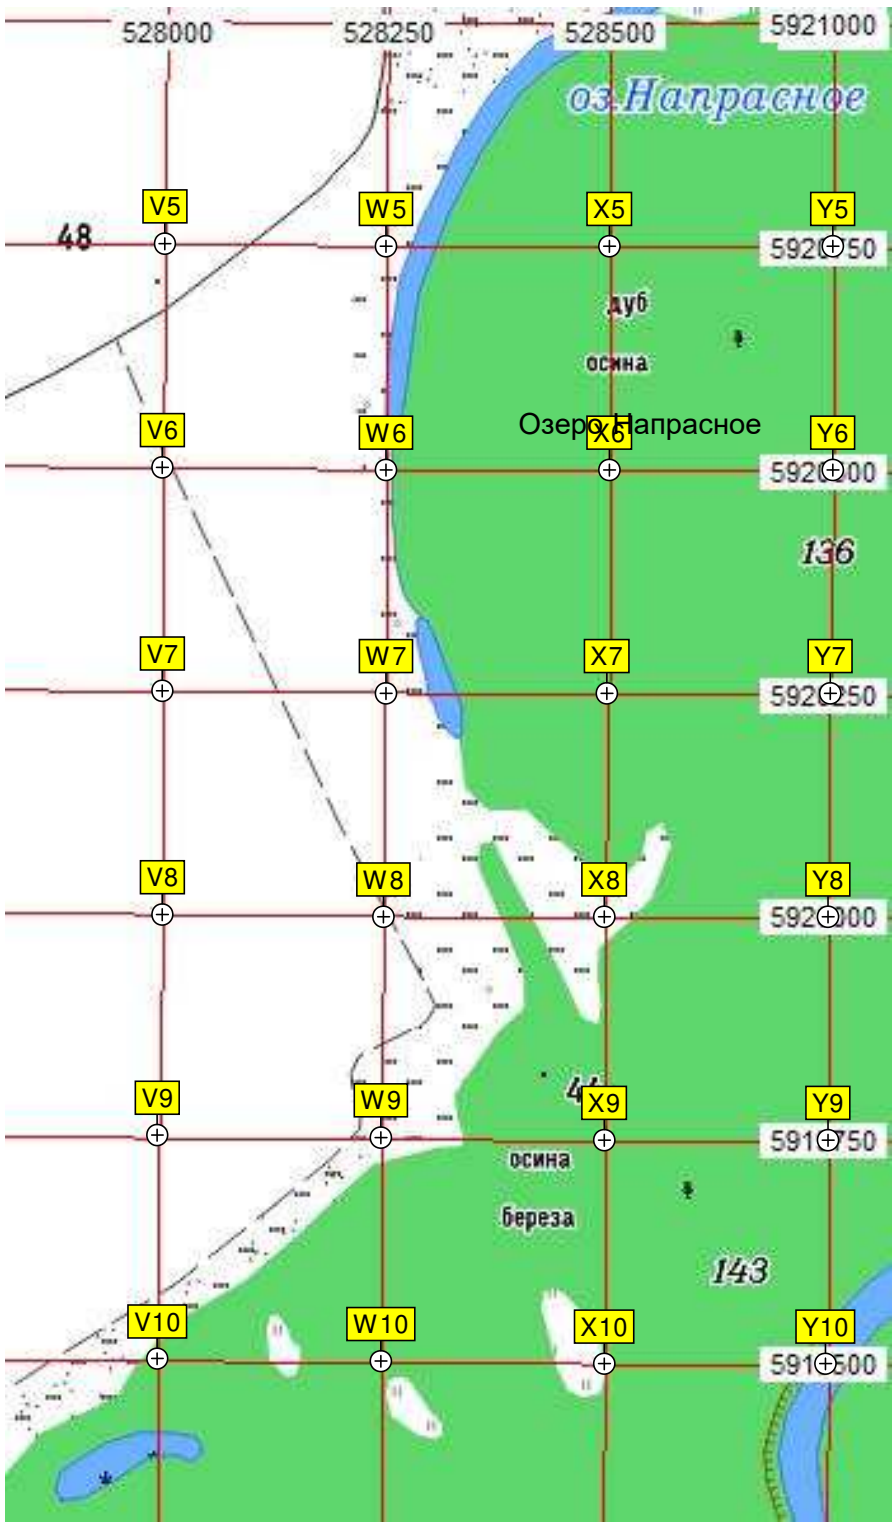 528000 528250 528500 5921000
оз.Напрасное
V5 W5 X5 Y5
48
5920750
дуб
осина
Озеро Напрасное
V6 W6 X6 Y6
136
V7 W7 X7 Y7
V8 W8 X8 Y8
44
V9 W9 X9 Y9
осина
береза
143
V10 W10 X10 Y10